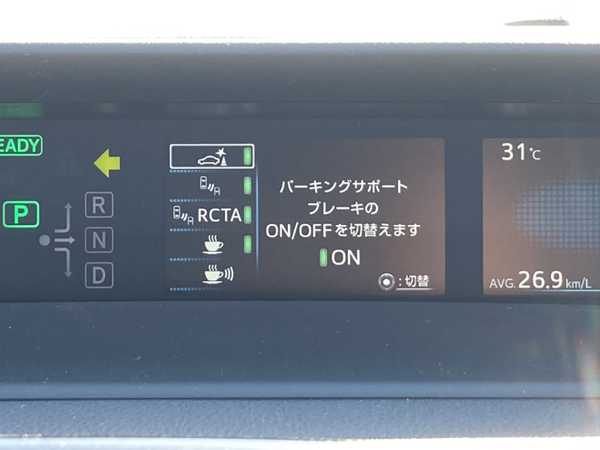 EADY
P
R
N
D
A
A RCTA
パーキングサポート
ブレーキの
ON/OFFを切替えます
ON
:切替
31℃
AVG. 26.9 km/L